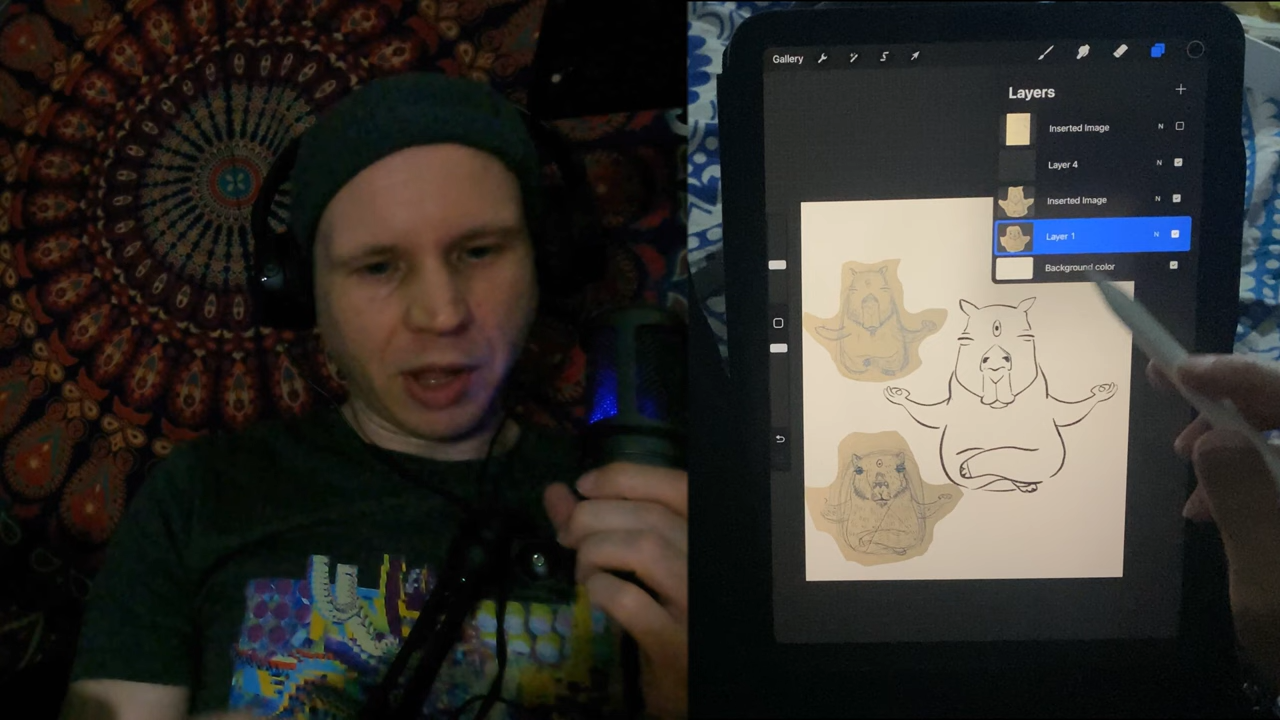 Gallery
Layers
Inserted Image N
Layer 4 N
Inserted Image N
Layer 1 N
Background color